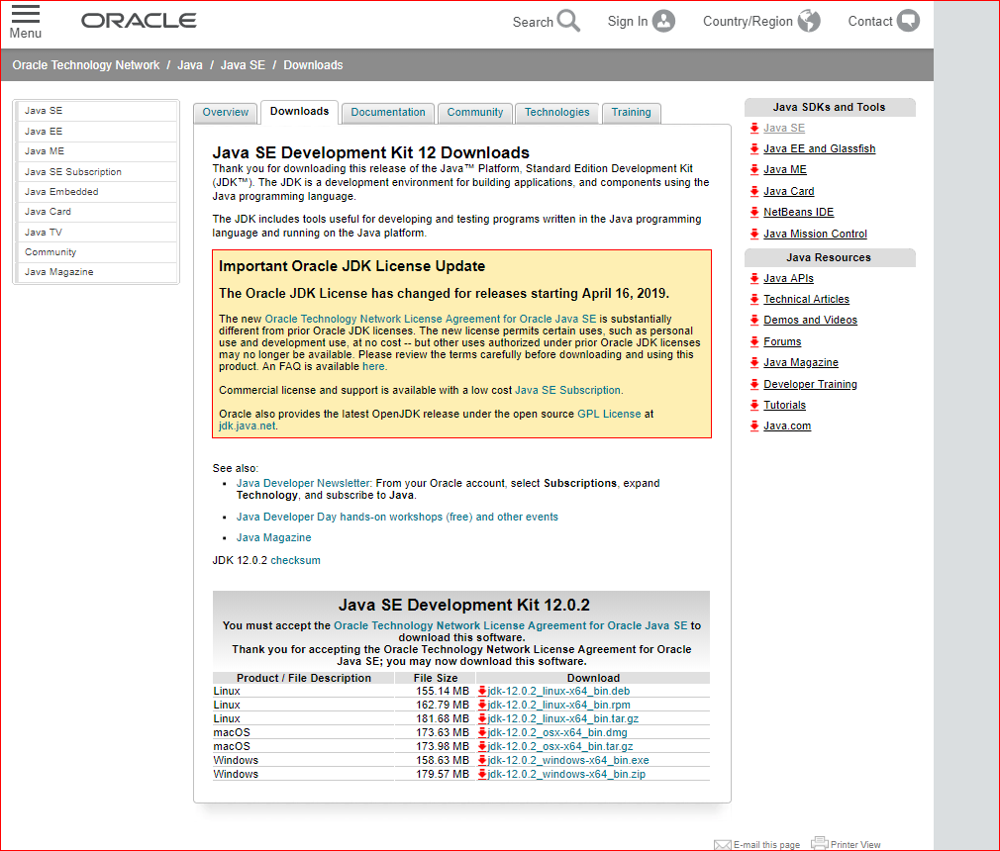 Menu
ORACLE
Search
Sign In
Country/Region
Contact
Oracle Technology Network / Java / Java SE / Downloads
Java SE
Java EE
Java ME
Java SE Subscription
Java Embedded
Java Card
Java TV
Community
Java Magazine
Overview
Downloads
Documentation
Community
Technologies
Training
Java SE Development Kit 12 Downloads
Thank you for downloading this release of the Java™ Platform, Standard Edition Development Kit
(JDK™). The JDK is a development environment for building applications, and components using the
Java programming language.
The JDK includes tools useful for developing and testing programs written in the Java programming
language and running on the Java platform.
Important Oracle JDK License Update
The Oracle JDK License has changed for releases starting April 16, 2019.
The new Oracle Technology Network License Agreement for Oracle Java SE is substantially
different from prior Oracle JDK licenses. The new license permits certain uses, such as personal
use and development use, at no cost -- but other uses authorized under prior Oracle JDK licenses
may no longer be available. Please review the terms carefully before downloading and using this
product. An FAQ is available here.
Commercial license and support is available with a low cost Java SE Subscription.
Oracle also provides the latest OpenJDK release under the open source GPL License at
jdk.java.net.
See also:
• Java Developer Newsletter: From your Oracle account, select Subscriptions, expand
Technology, and subscribe to Java.
• Java Developer Day hands-on workshops (free) and other events
• Java Magazine
JDK 12.0.2 checksum
Java SE Development Kit 12.0.2
You must accept the Oracle Technology Network License Agreement for Oracle Java SE to
download this software.
Thank you for accepting the Oracle Technology Network License Agreement for Oracle
Java SE; you may now download this software.
Product / File Description File Size Download
Linux 155.14 MB jdk-12.0.2_linux-x64_bin.deb
Linux 162.79 MB jdk-12.0.2_linux-x64_bin.rpm
Linux 181.68 MB jdk-12.0.2_linux-x64_bin.tar.gz
macOS 173.63 MB jdk-12.0.2_osx-x64_bin.dmg
macOS 173.98 MB jdk-12.0.2_osx-x64_bin.tar.gz
Windows 158.63 MB jdk-12.0.2_windows-x64_bin.exe
Windows 179.57 MB jdk-12.0.2_windows-x64_bin.zip
Java SDKs and Tools
Java SE
Java EE and Glassfish
Java ME
Java Card
NetBeans IDE
Java Mission Control
Java Resources
Java APIs
Technical Articles
Demos and Videos
Forums
Java Magazine
Developer Training
Tutorials
Java.com
E-mail this page
Printer View